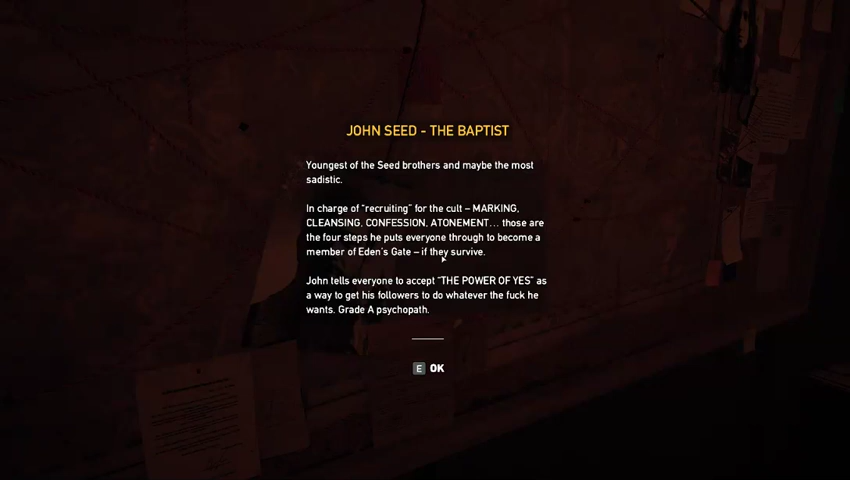 JOHN SEED - THE BAPTIST
Youngest of the Seed brothers and maybe the most
sadistic.
In charge of "recruiting" for the cult – MARKING,
CLEANSING, CONFESSION, ATONEMENT... those are
the four steps he puts everyone through to become a
member of Eden's Gate – if they survive.
John tells everyone to accept "THE POWER OF YES" as
a way to get his followers to do whatever the fuck he
wants. Grade A psychopath.
E OK